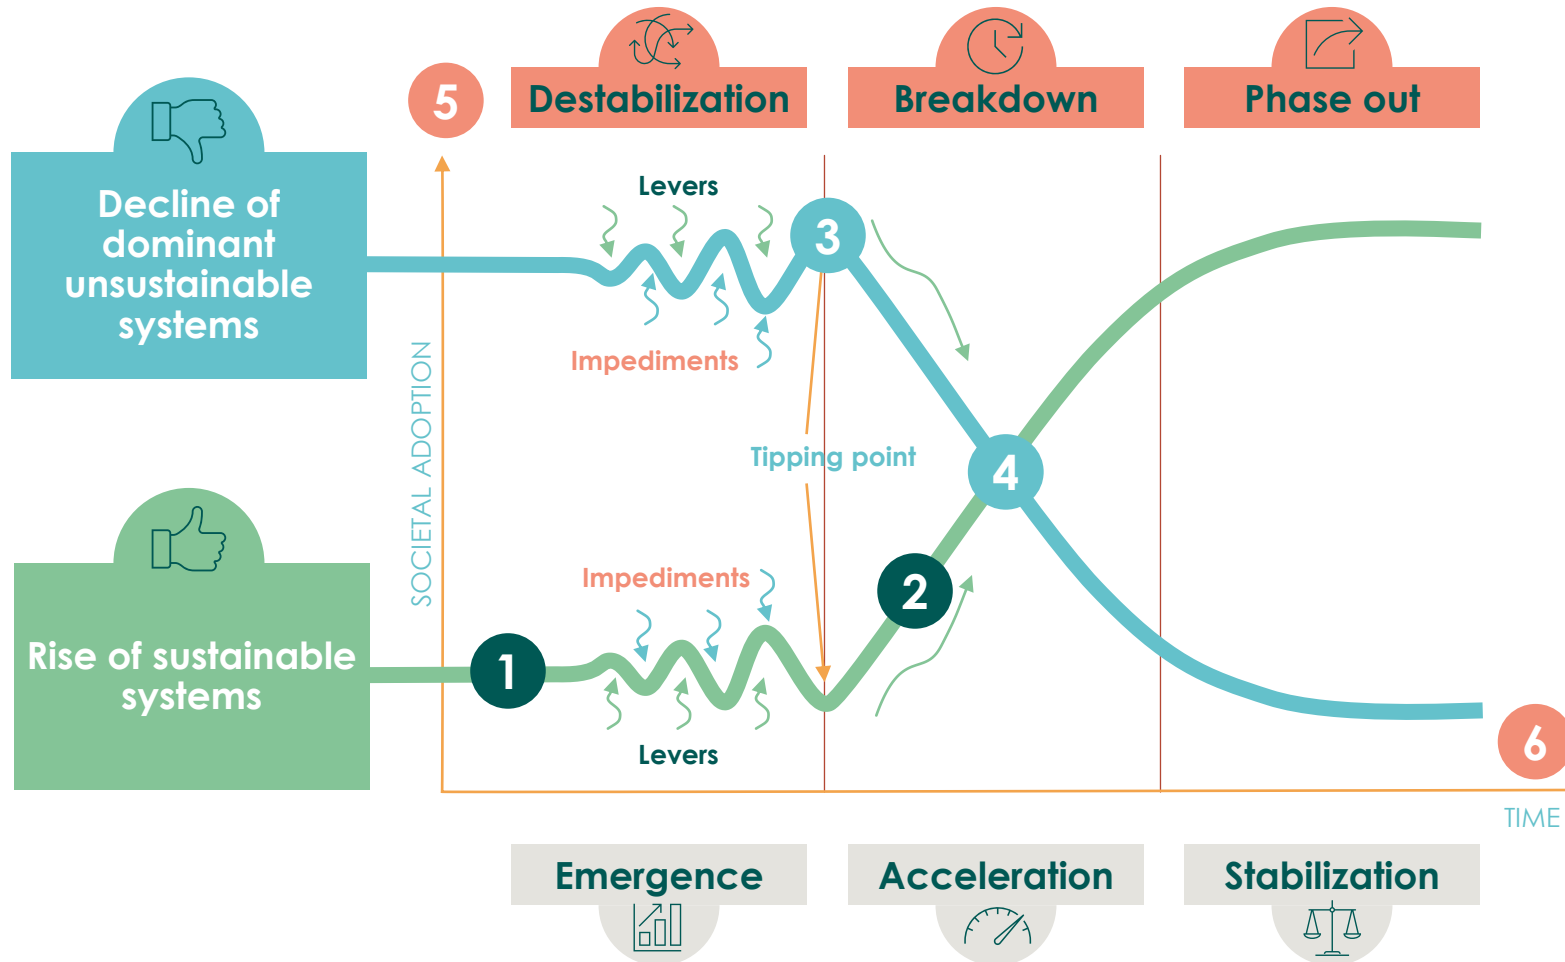 5
Destabilization
Breakdown
Phase out
Decline of
dominant
unsustainable
systems
Levers
3
Impediments
SOCIETAL ADOPTION
Tipping point
4
Impediments
2
Rise of sustainable
systems
1
Levers
6
TIME
Emergence
Acceleration
Stabilization